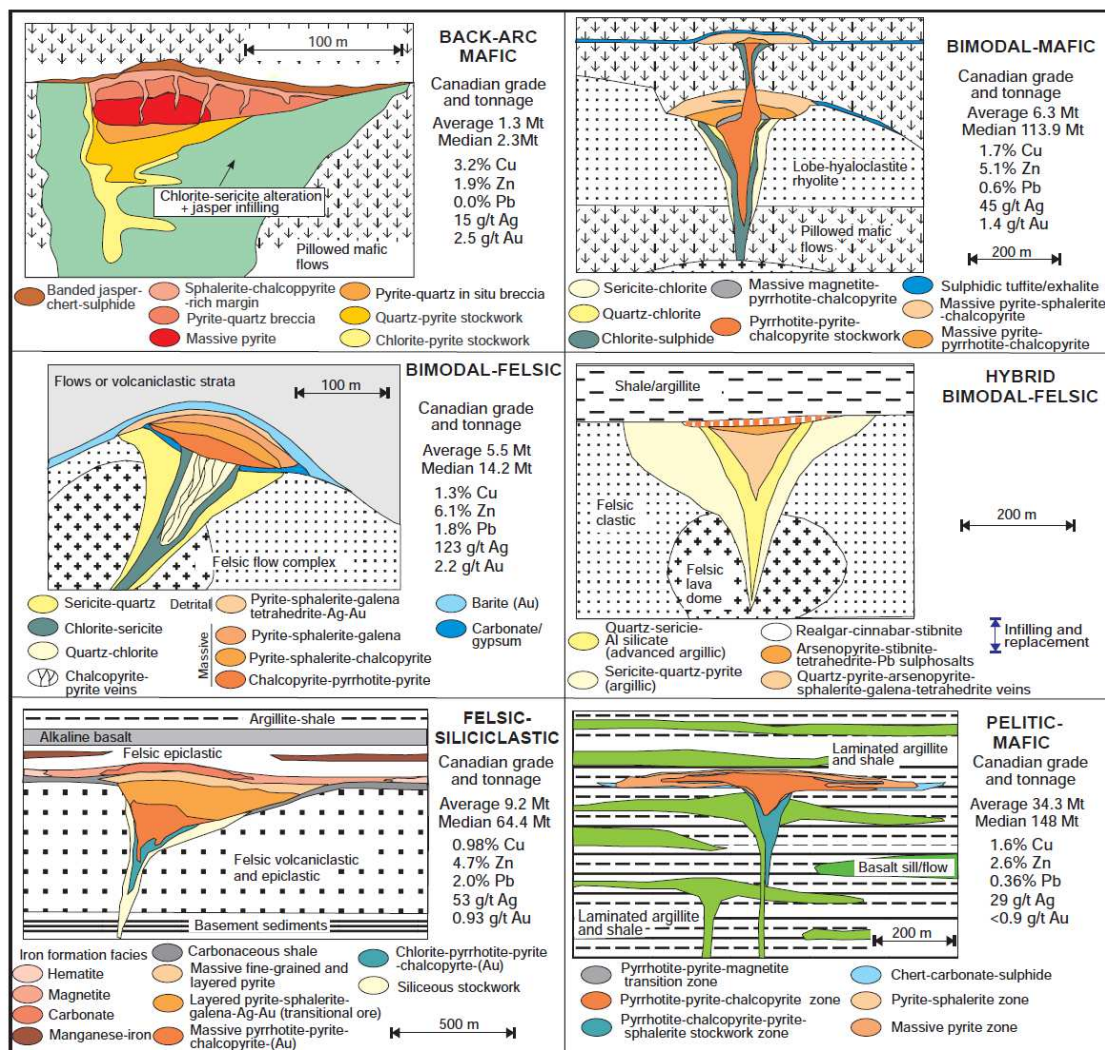 100 m
BACK-ARC
MAFIC
Canadian grade
and tonnage
Average 1.3 Mt
Median 2.3Mt
3.2% Cu
1.9% Zn
0.0% Pb
15 g/t Ag
2.5 g/t Au
Chlorite-sericite alteration
+ jasper infilling
Pillowed mafic
flows
Banded jasper-
chert-sulphide
Sphalerite-chalcoppyrite
-rich margin
Pyrite-quartz breccia
Massive pyrite
Pyrite-quartz in situ breccia
Quartz-pyrite stockwork
Chlorite-pyrite stockwork
BIMODAL-MAFIC
Canadian grade
and tonnage
Average 6.3 Mt
Median 113.9 Mt
1.7% Cu
5.1% Zn
0.6% Pb
45 g/t Ag
1.4 g/t Au
Lobe-hyaloclastite
rhyolite
Pillowed mafic
flows
200 m
Sericite-chlorite
Quartz-chlorite
Chlorite-sulphide
Massive magnetite-
pyrrhotite-chalcopyrite
Pyrrhotite-pyrite-
chalcopyrite stockwork
Sulphidic tuffite/exhalite
Massive pyrite-sphalerite
-chalcopyrite
Massive pyrite-
pyrrhotite-chalcopyrite
Flows or volcaniclastic strata
100 m
BIMODAL-FELSIC
Canadian grade
and tonnage
Average 5.5 Mt
Median 14.2 Mt
1.3% Cu
6.1% Zn
1.8% Pb
123 g/t Ag
2.2 g/t Au
Felsic flow complex
Sericite-quartz
Chlorite-sericite
Quartz-chlorite
Chalcopyrite-
pyrite veins
Detrital
Massive
Pyrite-sphalerite-galena
tetrahedrite-Ag-Au
Pyrite-sphalerite-galena
Pyrite-sphalerite-chalcopyrite
Chalcopyrite-pyrrhotite-pyrite
Barite (Au)
Carbonate/
gypsum
Shale/argillite
HYBRID
BIMODAL-FELSIC
Felsic
clastic
200 m
Felsic
lava
dome
Quartz-sericie-
Al silicate
(advanced argillic)
Sericite-quartz-pyrite
(argillic)
Realgar-cinnabar-stibnite
Arsenopyrite-stibnite-
tetrahedrite-Pb sulphosalts
Quartz-pyrite-arsenopyrite-
sphalerite-galena-tetrahedrite veins
Infilling and
replacement
Argillite-shale
Alkaline basalt
Felsic epiclastic
FELSIC-
SILICICLASTIC
Canadian grade
and tonnage
Average 9.2 Mt
Median 64.4 Mt
0.98% Cu
4.7% Zn
2.0% Pb
53 g/t Ag
0.93 g/t Au
Felsic volcaniclastic
and epiclastic
Basement sediments
Iron formation facies
Hematite
Magnetite
Carbonate
Manganese-iron
Carbonaceous shale
Massive fine-grained and
layered pyrite
Layered pyrite-sphalerite-
galena-Ag-Au (transitional ore)
Massive pyrrhotite-pyrite-
chalcopyrite-(Au)
Chlorite-pyrrhotite-pyrite
-chalcopyrte-(Au)
Siliceous stockwork
500 m
PELITIC-
MAFIC
Canadian grade
and tonnage
Average 34.3 Mt
Median 148 Mt
1.6% Cu
2.6% Zn
0.36% Pb
29 g/t Ag
<0.9 g/t Au
Laminated argillite
and shale
Basalt sill/flow
Laminated argillite
and shale
200 m
Pyrrhotite-pyrite-magnetite
transition zone
Pyrrhotite-pyrite-chalcopyrite zone
Pyrrhotite-chalcopyrite-pyrite-
sphalerite stockwork zone
Chert-carbonate-sulphide
Pyrite-sphalerite zone
Massive pyrite zone